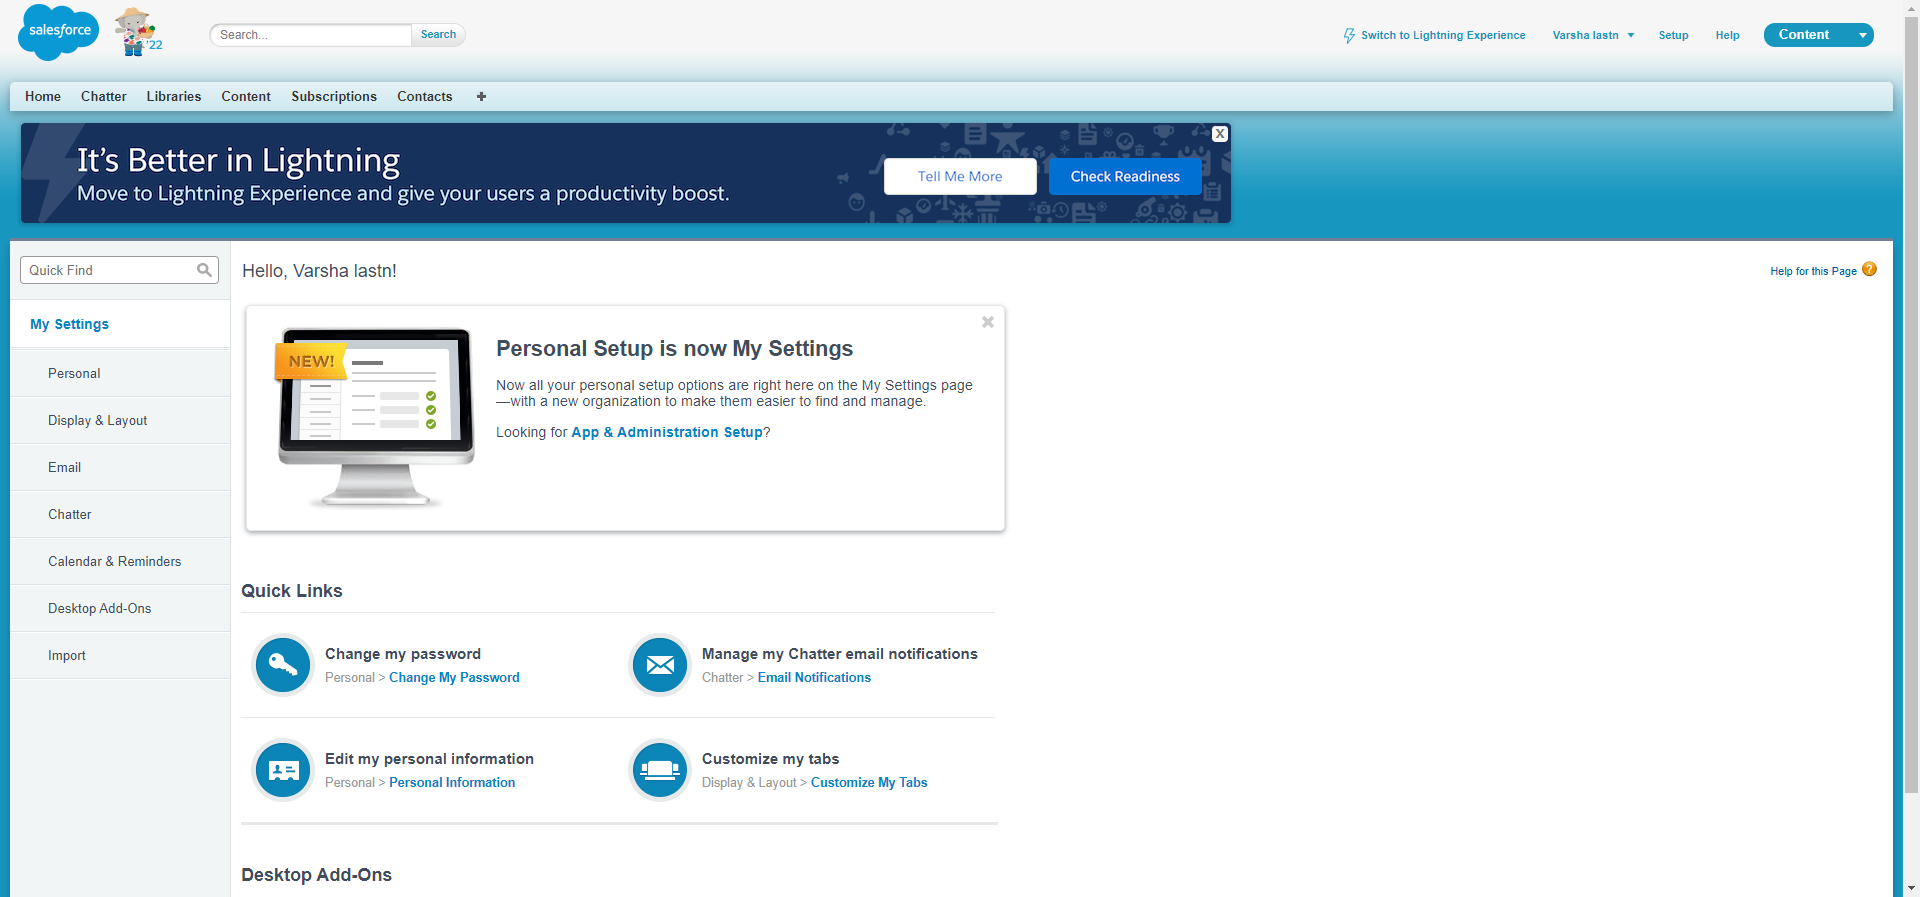 salesforce
'22
Search...
Search
Switch to Lightning Experience
Varsha lastn
Setup
Help
Content
Home
Chatter
Libraries
Content
Subscriptions
Contacts
It's Better in Lightning
Move to Lightning Experience and give your users a productivity boost.
Tell Me More
Check Readiness
X
Quick Find
My Settings
Personal
Display & Layout
Email
Chatter
Calendar & Reminders
Desktop Add-Ons
Import
Hello, Varsha lastn!
Help for this Page
?
NEW!
Personal Setup is now My Settings
Now all your personal setup options are right here on the My Settings page
—with a new organization to make them easier to find and manage.
Looking for App & Administration Setup?
Quick Links
Change my password
Personal > Change My Password
Manage my Chatter email notifications
Chatter > Email Notifications
Edit my personal information
Personal > Personal Information
Customize my tabs
Display & Layout > Customize My Tabs
Desktop Add-Ons